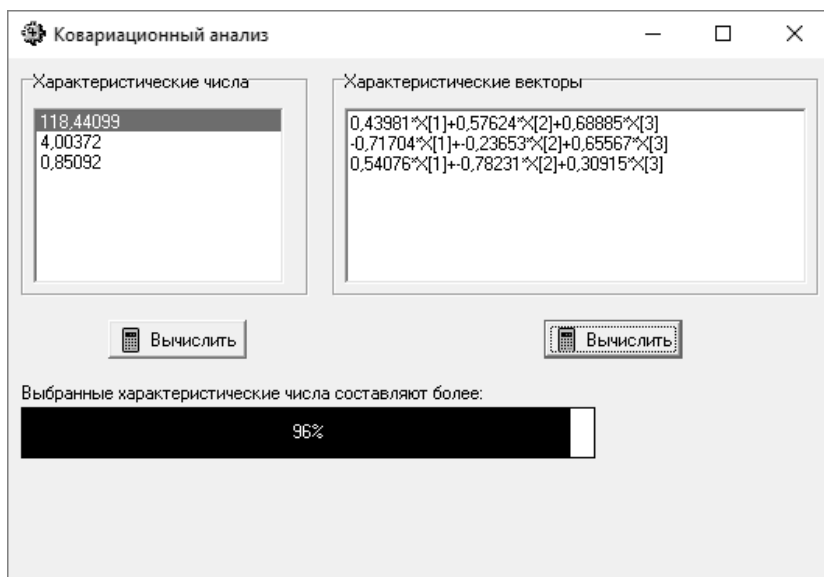 Ковариационный анализ
Характеристические числа
118,44099
4,00372
0,85092
Характеристические векторы
0,43981*X[1]+0,57624*X[2]+0,68885*X[3]
-0,71704*X[1]+-0,23653*X[2]+0,65567*X[3]
0,54076*X[1]+-0,78231*X[2]+0,30915*X[3]
Вычислить
Вычислить
Выбранные характеристические числа составляют более:
96%